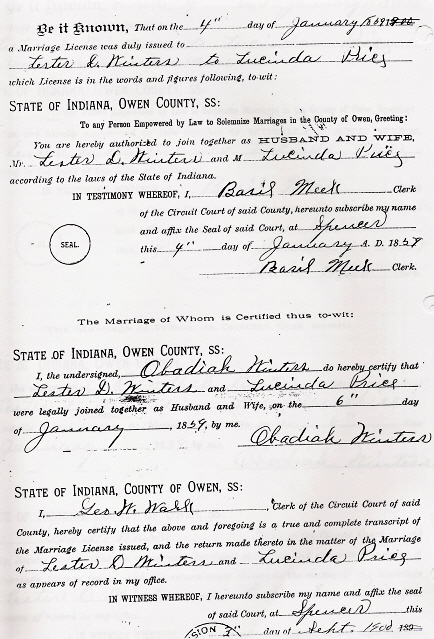 Be it Known, That on the 4" day of January 1859
a Marriage License was duly issued to
Lester D. Winters to Lucinda Price
which License is in the words and figures following, to-wit:
STATE OF INDIANA, OWEN COUNTY, SS:
To any Person Empowered by Law to Solemnize Marriages in the County of Owen, Greeting:
You are hereby authorized to join together as HUSBAND AND WIFE,
Mr. Lester D. Winters and M Lucinda Price
according to the laws of the State of Indiana.
IN TESTIMONY WHEREOF, I, Basil Meek Clerk
of the Circuit Court of said County, hereunto subscribe my name
and affix the Seal of said Court, at Spencer
SEAL.
this 4" day of January A. D. 1859
Basil Meek Clerk.
The Marriage of Whom is Certified thus to-wit:
STATE OF INDIANA, OWEN COUNTY, SS:
I, the undersigned, Obadiah Winters do hereby certify that
Lester D. Winters and Lucinda Price
were legally joined together as Husband and Wife, on the 6" day
of January, 1859, by me.
Obadiah Winters
STATE OF INDIANA, COUNTY OF OWEN, SS:
I, Geo. W. Walk, Clerk of the Circuit Court of said
County, hereby certify that the above and foregoing is a true and complete transcript of
the Marriage License issued, and the return made thereto in the matter of the Marriage
of Lester D Winters and Lucinda Price
as appears of record in my office.
IN WITNESS WHEREOF, I hereunto subscribe my name and affix the seal
of said Court, at Spencer this
day of Sept.